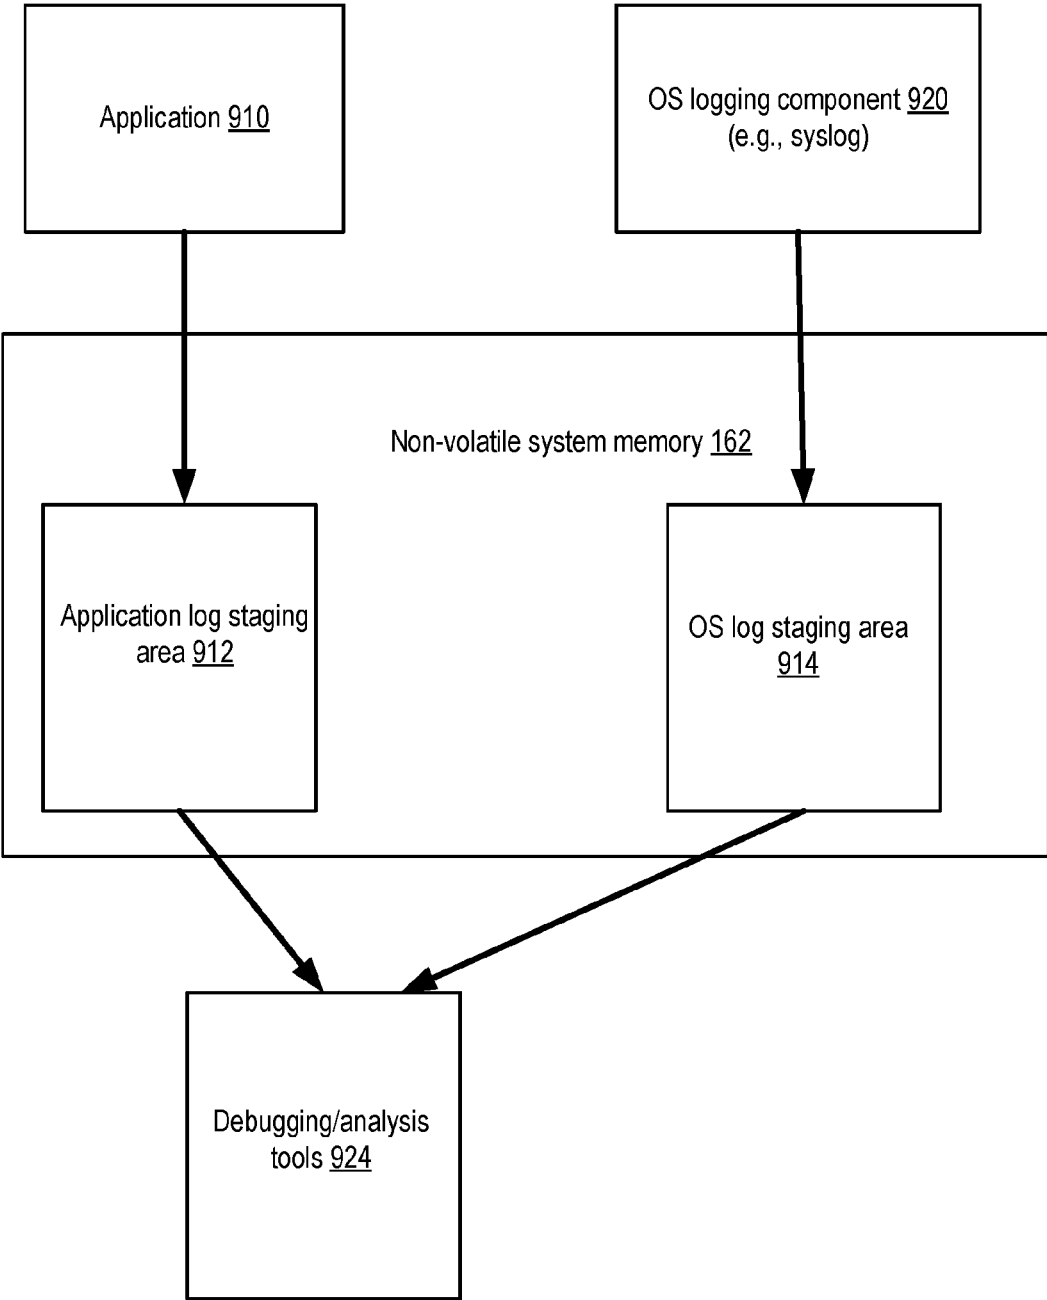 Application 910
OS logging component 920
(e.g., syslog)
Non-volatile system memory 162
Application log staging
area 912
OS log staging area
914
Debugging/analysis
tools 924